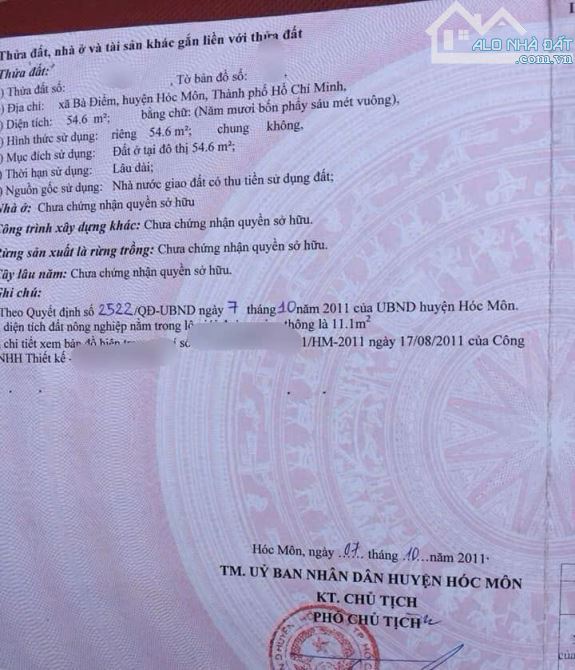 ALO NHÀ ĐẤT
.com.vn
Thửa đất, nhà ở và tài sản khác gắn liền với thửa đất
Thửa đất:
) Thửa đất số: , Tờ bản đồ số: ,
) Địa chỉ: xã Bà Điểm, huyện Hóc Môn, Thành phố Hồ Chí Minh,
) Diện tích: 54.6 m²; bằng chữ: (Năm mươi bốn phẩy sáu mét vuông),
) Hình thức sử dụng: riêng 54.6 m²; chung không,
) Mục đích sử dụng: Đất ở tại đô thị 54.6 m²;
) Thời hạn sử dụng: Lâu dài;
) Nguồn gốc sử dụng: Nhà nước giao đất có thu tiền sử dụng đất;
Nhà ở: Chưa chứng nhận quyền sở hữu
Công trình xây dựng khác: Chưa chứng nhận quyền sở hữu.
Rừng sản xuất là rừng trồng: Chưa chứng nhận quyền sở hữu.
Cây lâu năm: Chưa chứng nhận quyền sở hữu.
Ghi chú:
Theo Quyết định số 2522/QĐ-UBND ngày 7 tháng 10 năm 2011 của UBND huyện Hóc Môn.
diện tích đất nông nghiệp nằm trong thông là 11.1m²
chi tiết xem bản đồ số 1/HM-2011 ngày 17/08/2011 của Công
NHH Thiết kế -
Hóc Môn, ngày 07 tháng 10 năm 2011
TM. UỶ BAN NHÂN DÂN HUYỆN HÓC MÔN
KT. CHỦ TỊCH
PHÓ CHỦ TỊCH
của